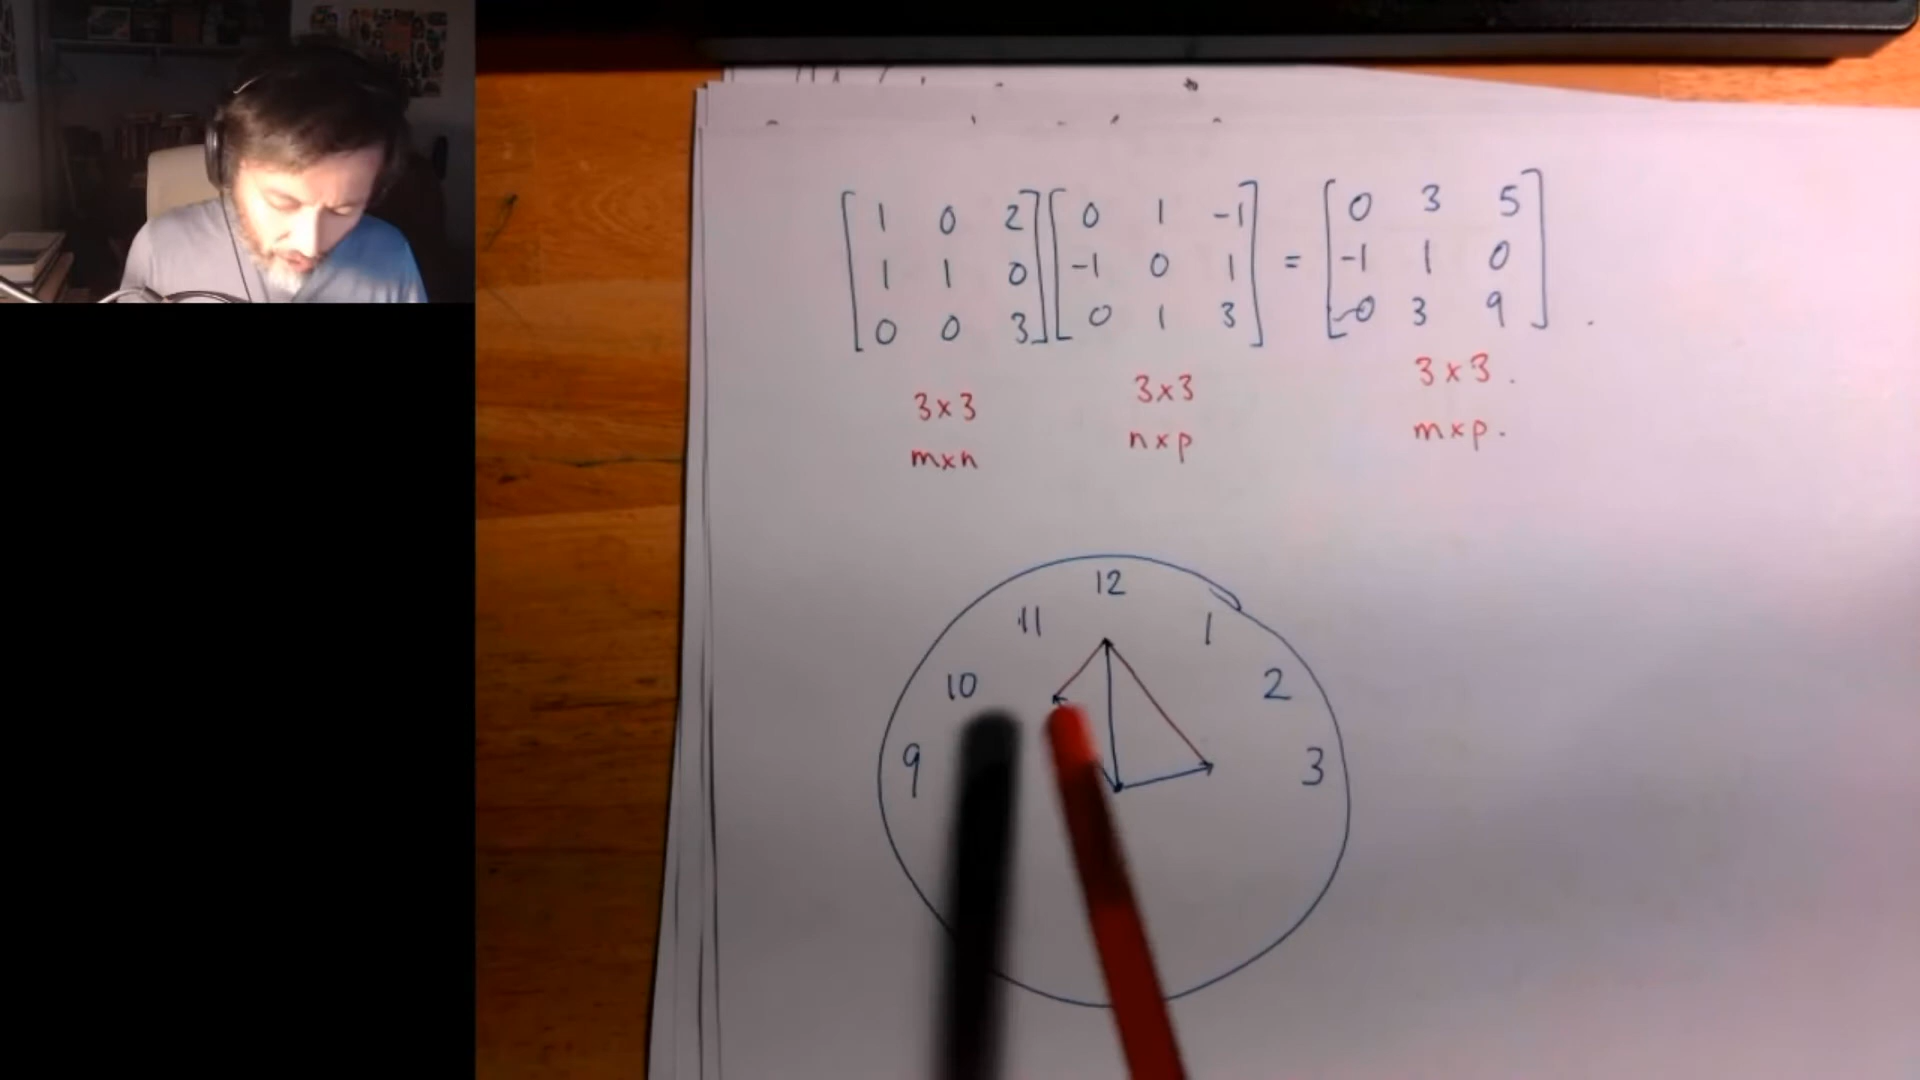 [1 0 2] [0 1 -1] = [0 3 5]
[1 1 0] [-1 0 1] [-1 1 0]
[0 0 3] [0 1 3] [-0 3 9] .
3x3 3x3 3x3 .
mxn nxp mxp .
12
11 1
10 2
9 3